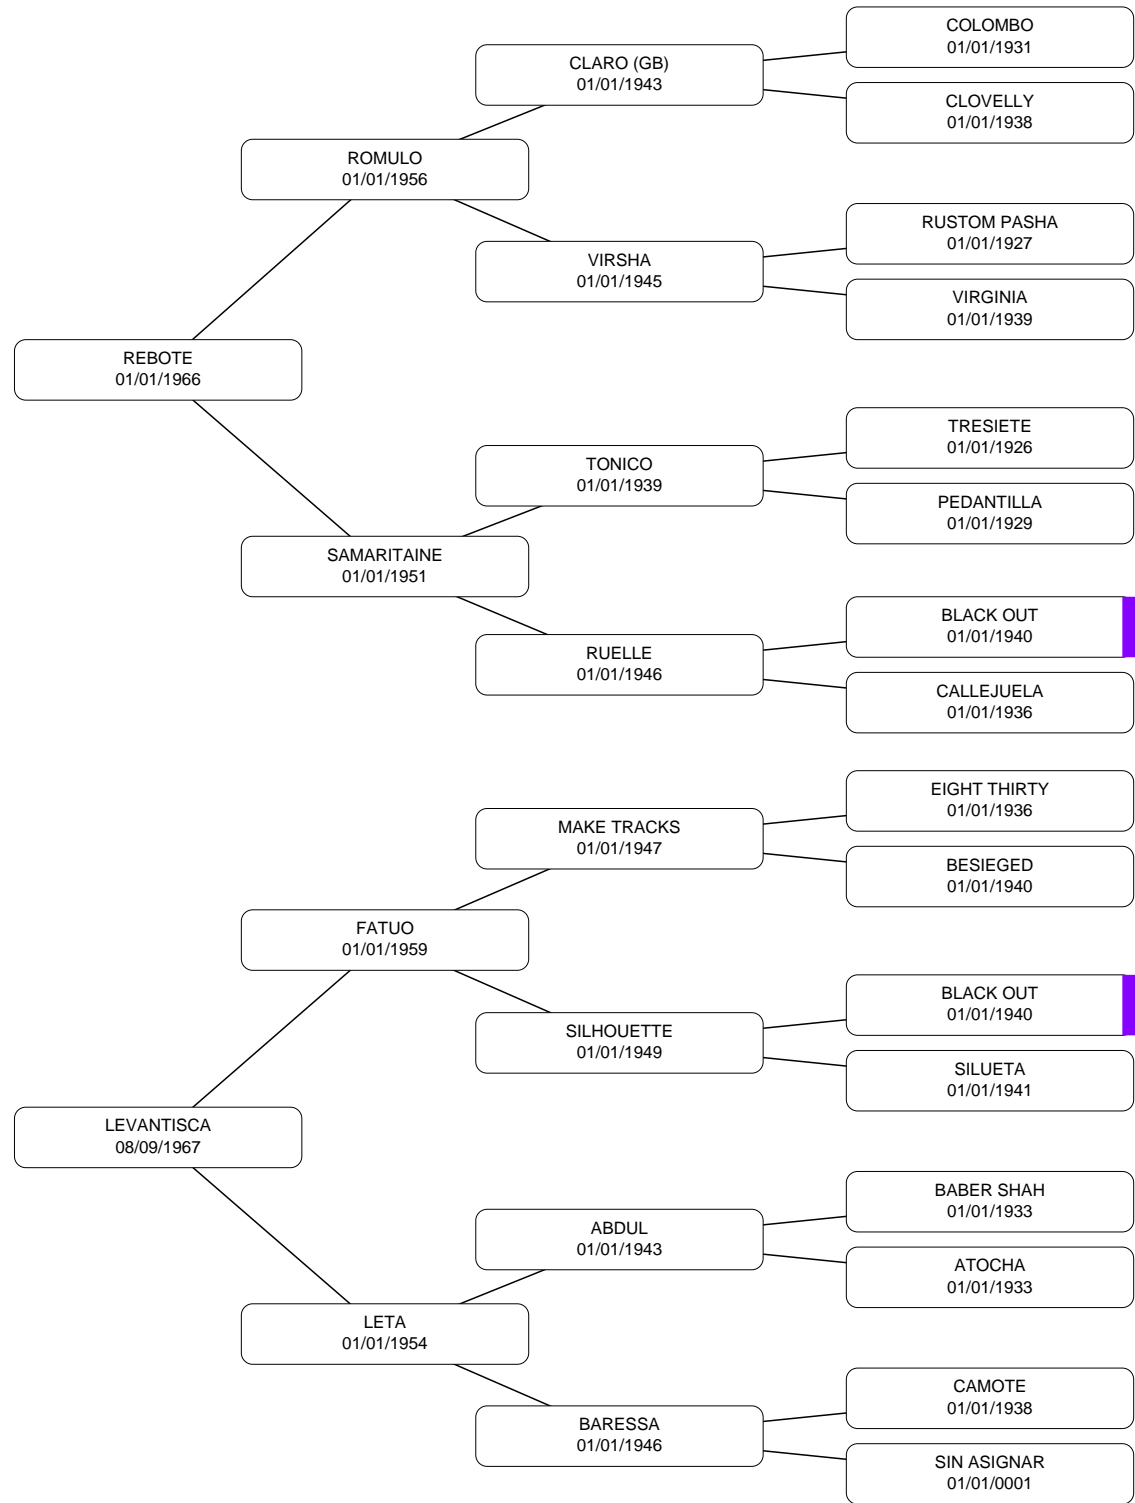 COLOMBO
01/01/1931
CLARO (GB)
01/01/1943
CLOVELLY
01/01/1938
ROMULO
01/01/1956
RUSTOM PASHA
01/01/1927
VIRSHA
01/01/1945
VIRGINIA
01/01/1939
REBOTE
01/01/1966
TRESIETE
01/01/1926
TONICO
01/01/1939
PEDANTILLA
01/01/1929
SAMARITAINE
01/01/1951
BLACK OUT
01/01/1940
RUELLE
01/01/1946
CALLEJUELA
01/01/1936
EIGHT THIRTY
01/01/1936
MAKE TRACKS
01/01/1947
BESIEGED
01/01/1940
FATUO
01/01/1959
BLACK OUT
01/01/1940
SILHOUETTE
01/01/1949
SILUETA
01/01/1941
LEVANTISCA
08/09/1967
BABER SHAH
01/01/1933
ABDUL
01/01/1943
ATOCHA
01/01/1933
LETA
01/01/1954
CAMOTE
01/01/1938
BARESSA
01/01/1946
SIN ASIGNAR
01/01/0001